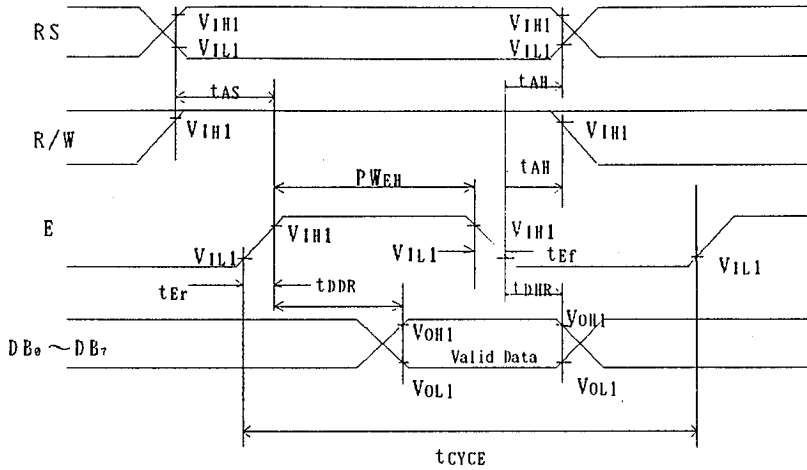 RS VIH1 VIH1
VIL1 VIL1
tAS tAH
R/W VIH1 VIH1
PWEH tAH
E VIH1 VIH1
VIL1 VIL1 tEf VIL1
tEr tDDR tDHR
VOH1 VOH1
DB0～DB7 Valid Data
VOL1 VOL1
tCYCE